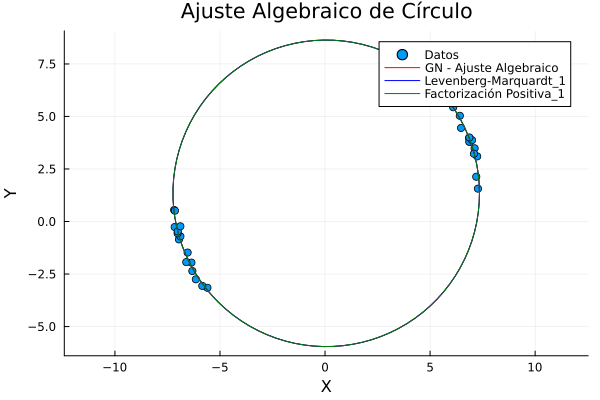 Ajuste Algebraico de Círculo
Datos
GN - Ajuste Algebraico
Levenberg-Marquardt_1
Factorización Positiva_1
7.5
5.0
2.5
0.0
−2.5
−5.0
Y
−10
−5
0
5
10
X